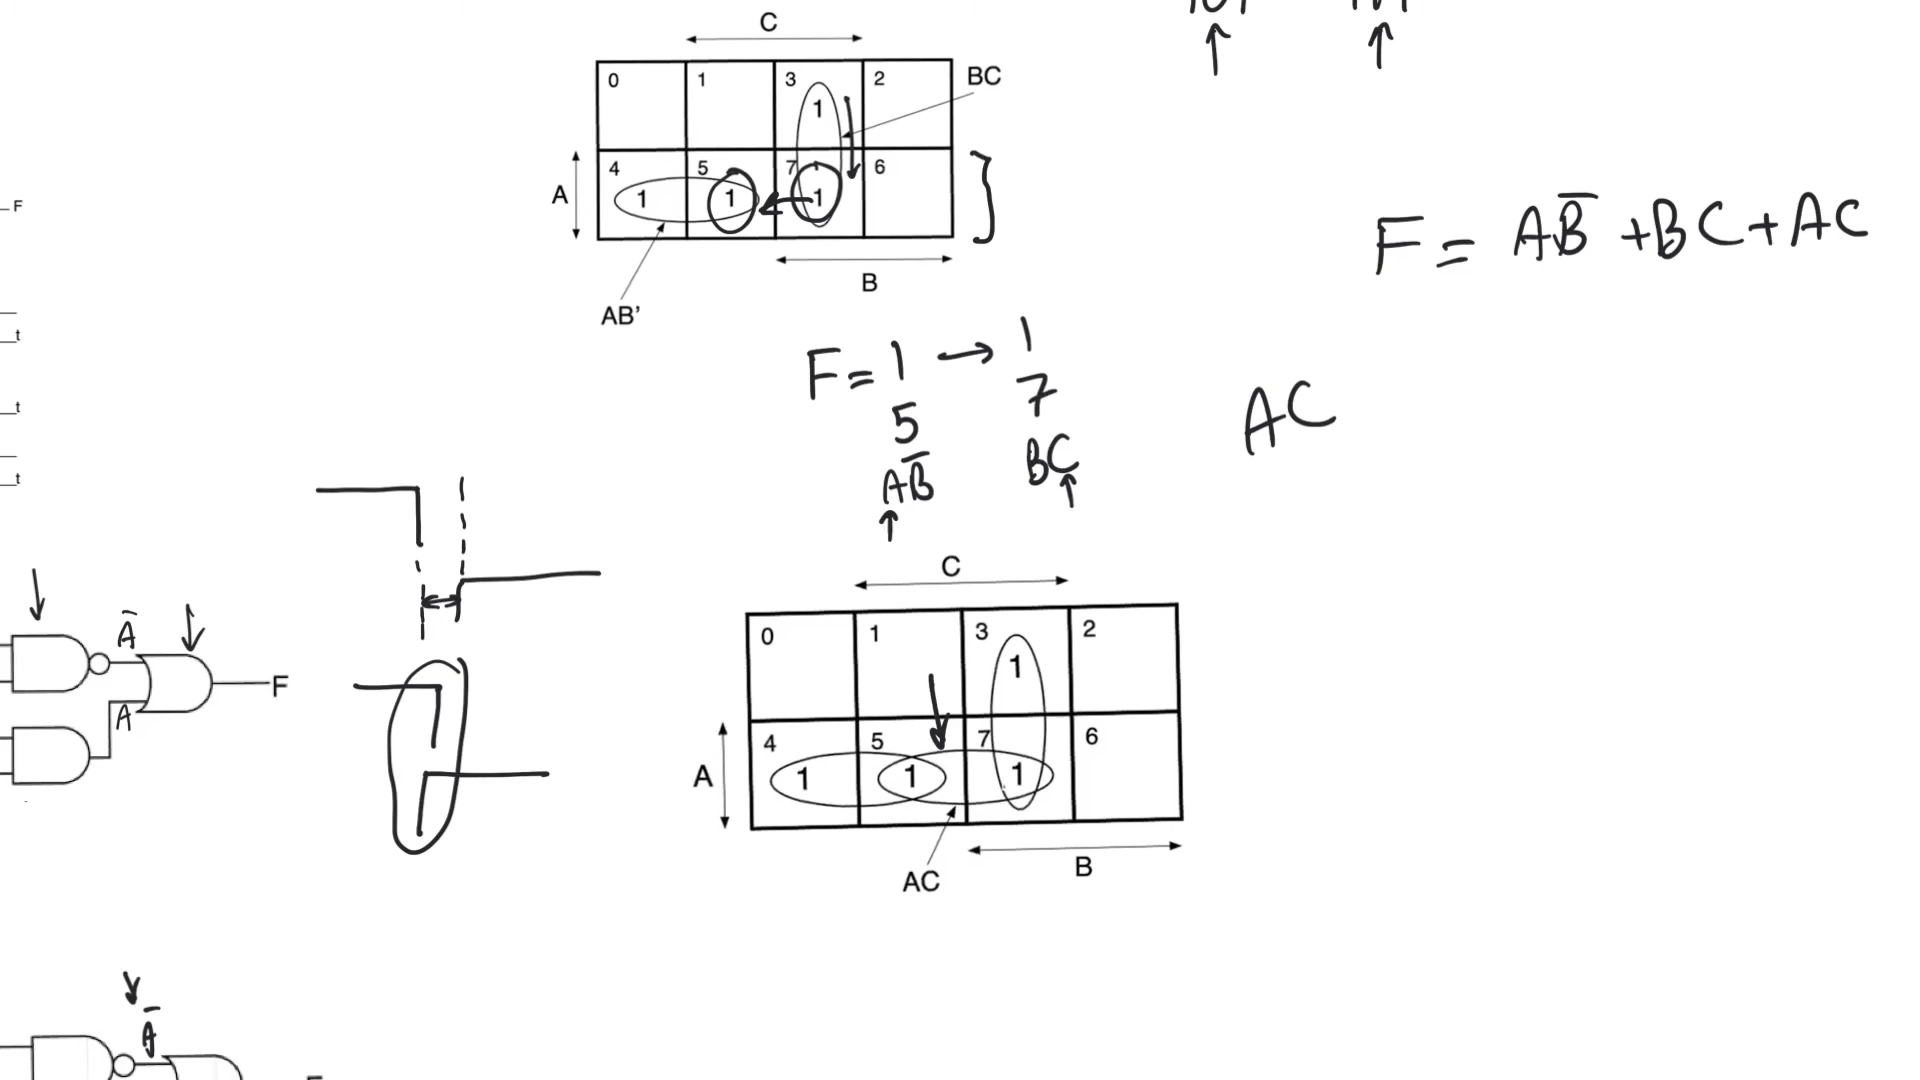 C
0 1 3 2
1
BC
4 5 7 6
1 1 1
A
B
AB'
F
F = AB̅ + BC + AC
t
t
t
F = 1 → 1
5 7
AB̅ BC
AC
C
0 1 3 2
1
4 5 7 6
1 1 1
A
AC
B
A̅
A
F
A̅